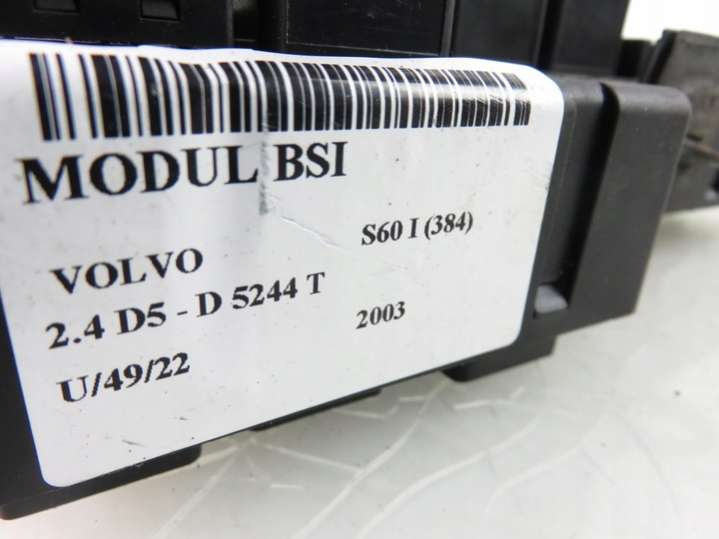 MODUL BSI
S60 I (384)
VOLVO
2.4 D5 - D 5244 T
2003
U/49/22